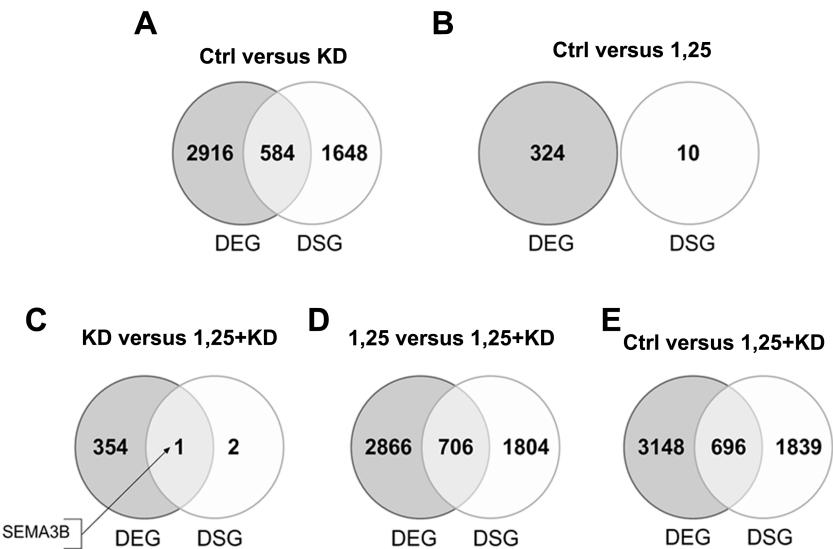 A
Ctrl versus KD
2916 584 1648
DEG DSG
B
Ctrl versus 1,25
324 10
DEG DSG
C
KD versus 1,25+KD
354 1 2
SEMA3B
DEG DSG
D
1,25 versus 1,25+KD
2866 706 1804
DEG DSG
E
Ctrl versus 1,25+KD
3148 696 1839
DEG DSG